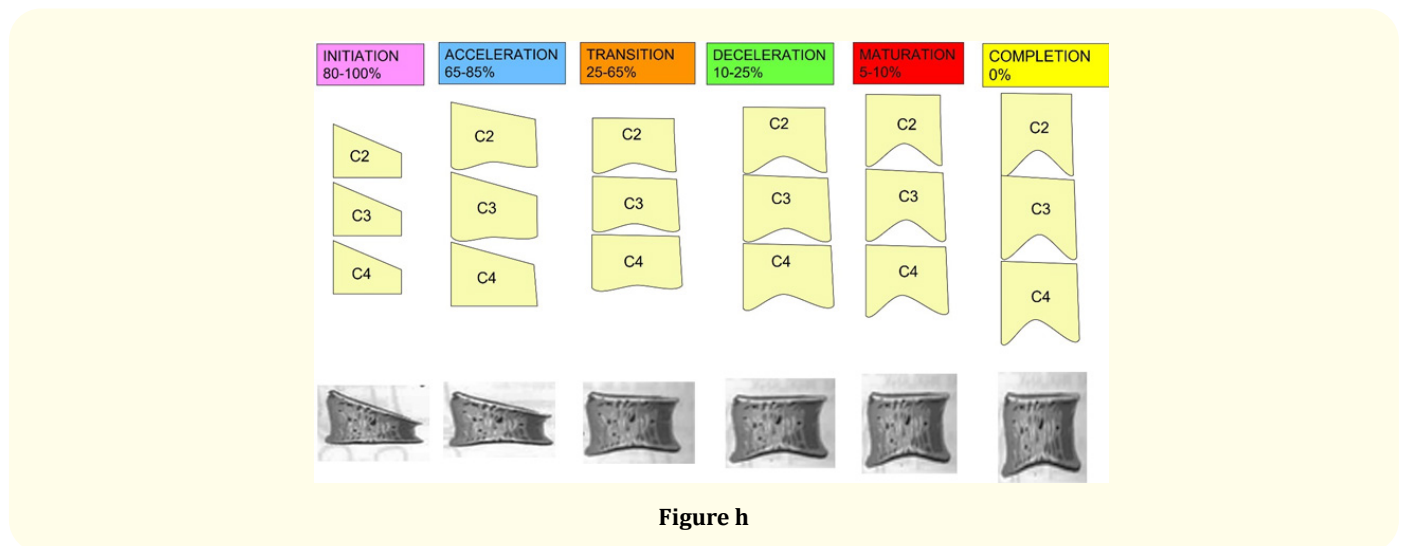 INITIATION
80-100%
ACCELERATION
65-85%
TRANSITION
25-65%
DECELERATION
10-25%
MATURATION
5-10%
COMPLETION
0%
C2
C3
C4
C2
C3
C4
C2
C3
C4
C2
C3
C4
C2
C3
C4
C2
C3
C4
Figure h